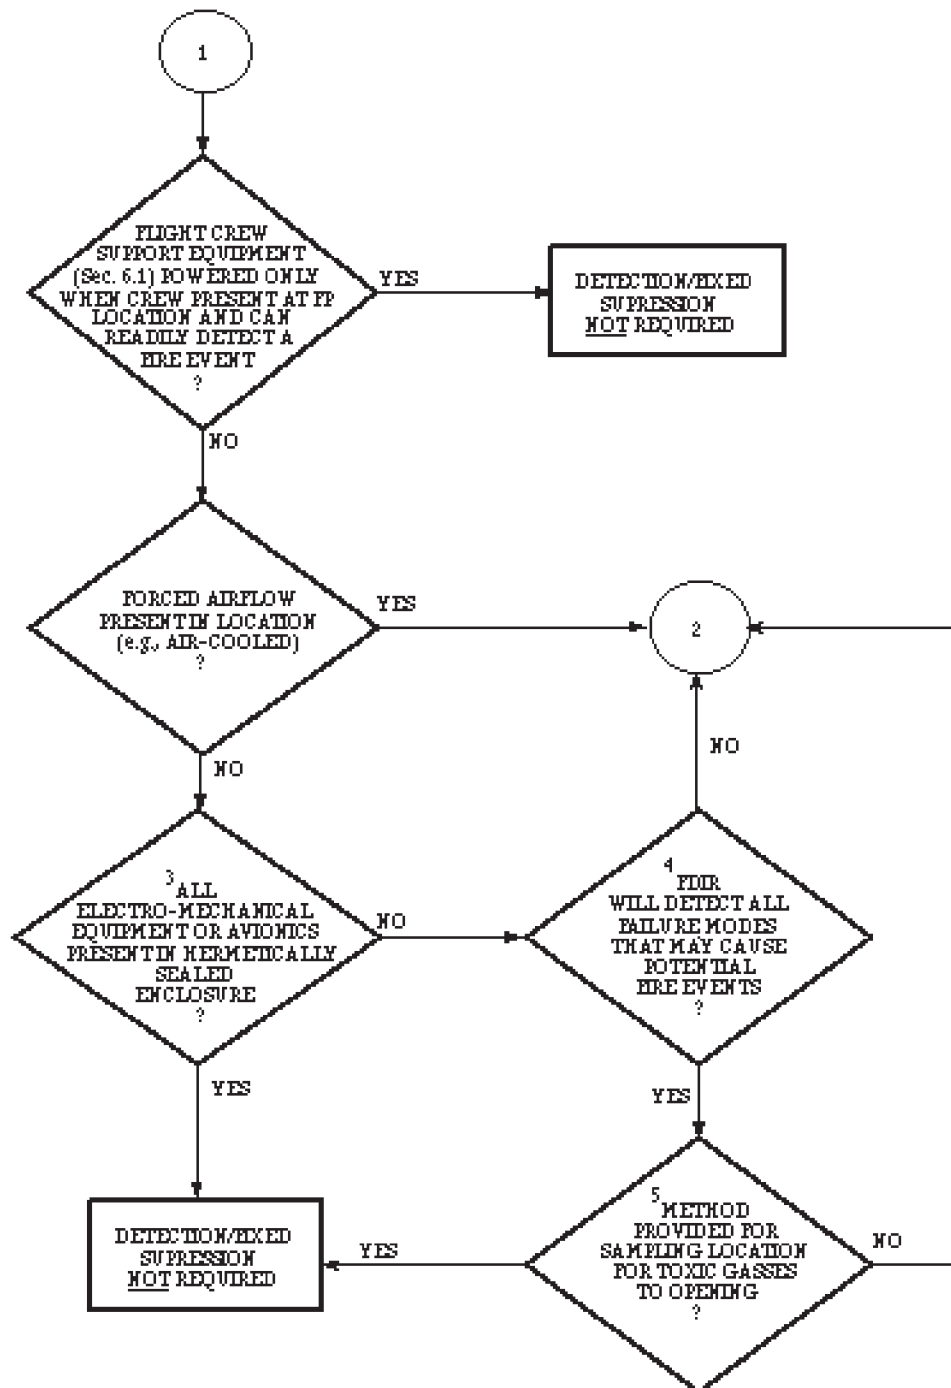 1
FLIGHT CREW
SUPPORT EQUIPMENT
(Sec. 6.1) POWERED ONLY
WHEN CREW PRESENT AT FP
LOCATION AND CAN
READILY DETECT A
FIRE EVENT
?
YES
DETECTION/FIXED
SUPRESSION
NOT REQUIRED
NO
FORCED AIRFLOW
PRESENT IN LOCATION
(e.g., AIR-COOLED)
?
YES
2
NO
NO
3 ALL
ELECTRO-MECHANICAL
EQUIPMENT OR AVIONICS
PRESENT IN HERMETICALLY
SEALED
ENCLOSURE
?
NO
4 FDIR
WILL DETECT ALL
FAILURE MODES
THAT MAY CAUSE
POTENTIAL
FIRE EVENTS
?
YES
YES
DETECTION/FIXED
SUPRESSION
NOT REQUIRED
YES
5 METHOD
PROVIDED FOR
SAMPLING LOCATION
FOR TOXIC GASSES
TO OPENING
?
NO